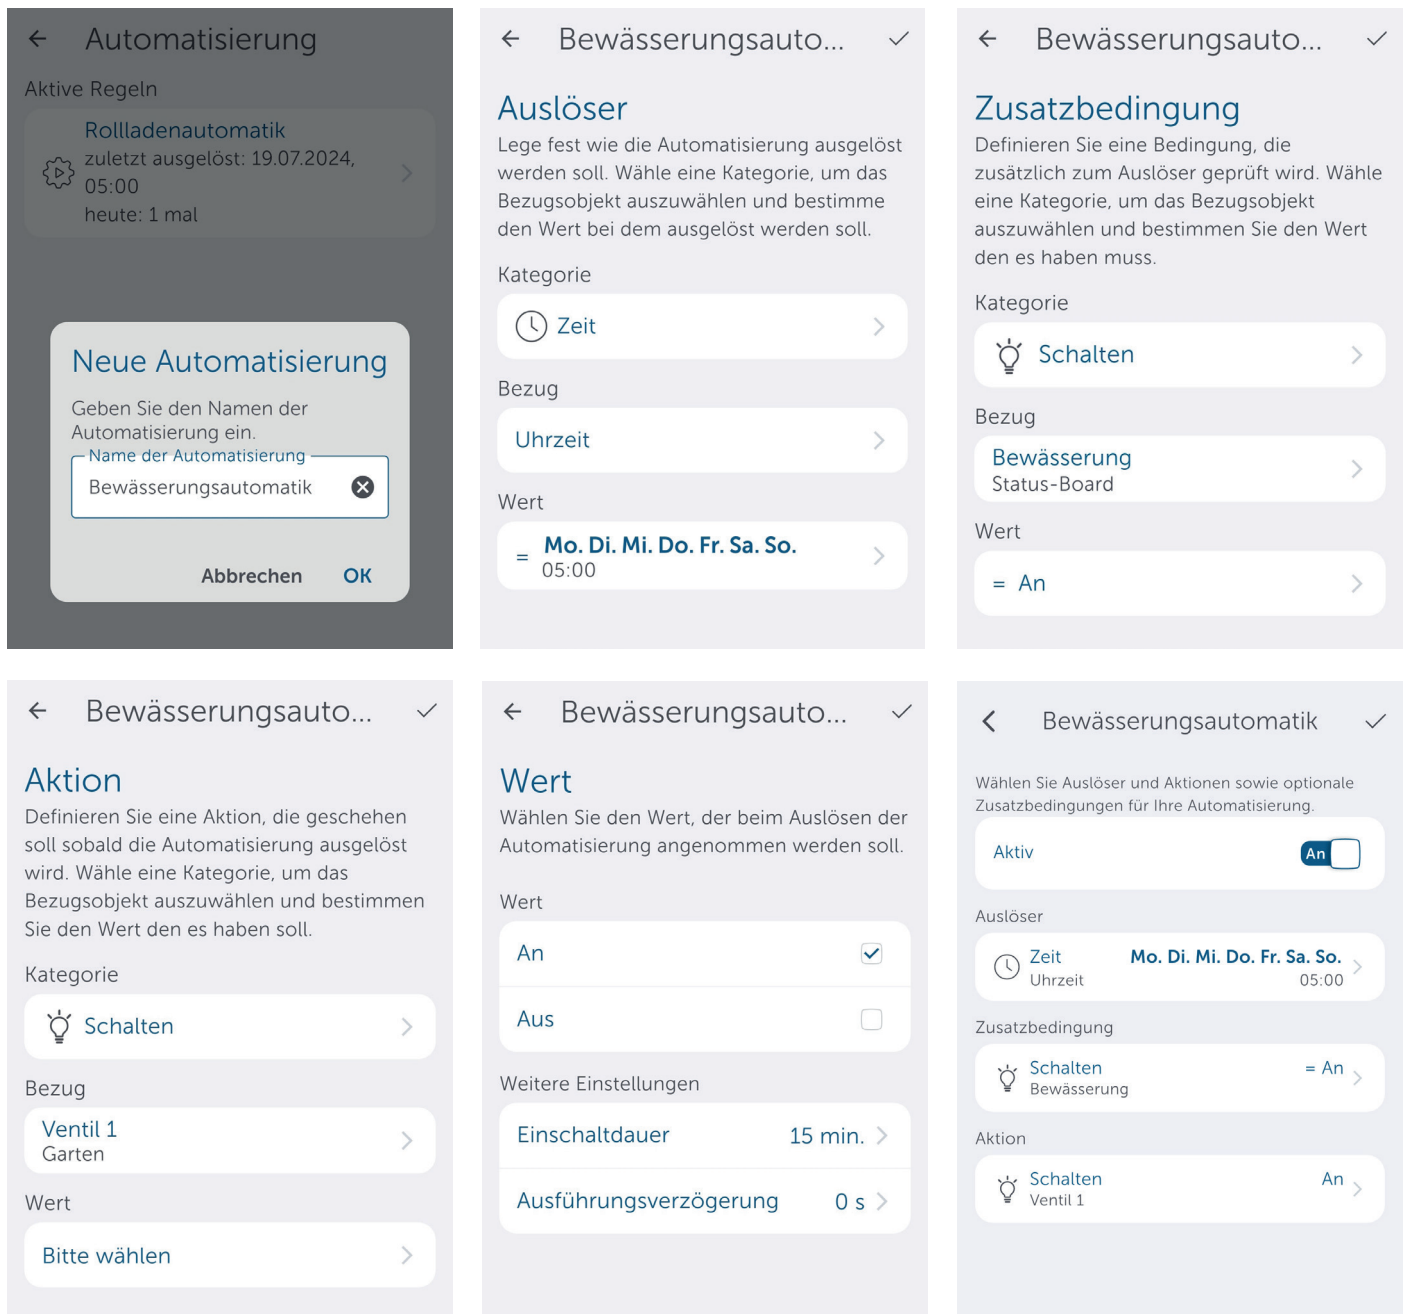 Automatisierung
Aktive Regeln
Rollladenautomatik
zuletzt ausgelöst: 19.07.2024,
05:00
heute: 1 mal
Neue Automatisierung
Geben Sie den Namen der
Automatisierung ein.
Name der Automatisierung
Bewässerungsautomatik
Abbrechen OK
Bewässerungsauto...
Auslöser
Lege fest wie die Automatisierung ausgelöst
werden soll. Wähle eine Kategorie, um das
Bezugsobjekt auszuwählen und bestimme
den Wert bei dem ausgelöst werden soll.
Kategorie
Zeit
Bezug
Uhrzeit
Wert
= Mo. Di. Mi. Do. Fr. Sa. So.
05:00
Bewässerungsauto...
Zusatzbedingung
Definieren Sie eine Bedingung, die
zusätzlich zum Auslöser geprüft wird. Wähle
eine Kategorie, um das Bezugsobjekt
auszuwählen und bestimmen Sie den Wert
den es haben muss.
Kategorie
Schalten
Bezug
Bewässerung
Status-Board
Wert
= An
Bewässerungsauto...
Aktion
Definieren Sie eine Aktion, die geschehen
soll sobald die Automatisierung ausgelöst
wird. Wähle eine Kategorie, um das
Bezugsobjekt auszuwählen und bestimmen
Sie den Wert den es haben soll.
Kategorie
Schalten
Bezug
Ventil 1
Garten
Wert
Bitte wählen
Bewässerungsauto...
Wert
Wählen Sie den Wert, der beim Auslösen der
Automatisierung angenommen werden soll.
Wert
An
Aus
Weitere Einstellungen
Einschaltdauer 15 min.
Ausführungsverzögerung 0 s
Bewässerungsautomatik
Wählen Sie Auslöser und Aktionen sowie optionale
Zusatzbedingungen für Ihre Automatisierung.
Aktiv An
Auslöser
Zeit Mo. Di. Mi. Do. Fr. Sa. So.
Uhrzeit 05:00
Zusatzbedingung
Schalten = An
Bewässerung
Aktion
Schalten An
Ventil 1